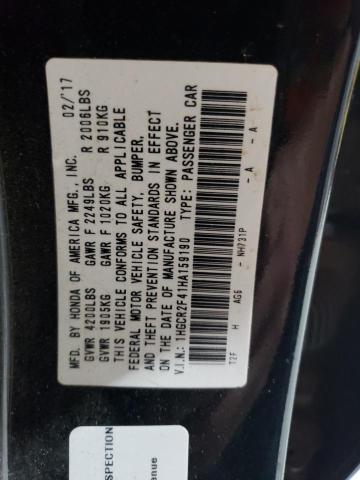 MFD. BY HONDA OF AMERICA MFG., INC. 02/'17
GVWR 4200LBS GAWR F 2249LBS R 2006LBS
GVWR 1905KG GAWR F 1020KG R 910KG
THIS VEHICLE CONFORMS TO ALL APPLICABLE
FEDERAL MOTOR VEHICLE SAFETY, BUMPER,
AND THEFT PREVENTION STANDARDS IN EFFECT
ON THE DATE OF MANUFACTURE SHOWN ABOVE.
V.I.N.: 1HGCR2F41HA159190 TYPE: PASSENGER CAR
T2F H AG6 - NH731P - A - A
SPECTION
enue